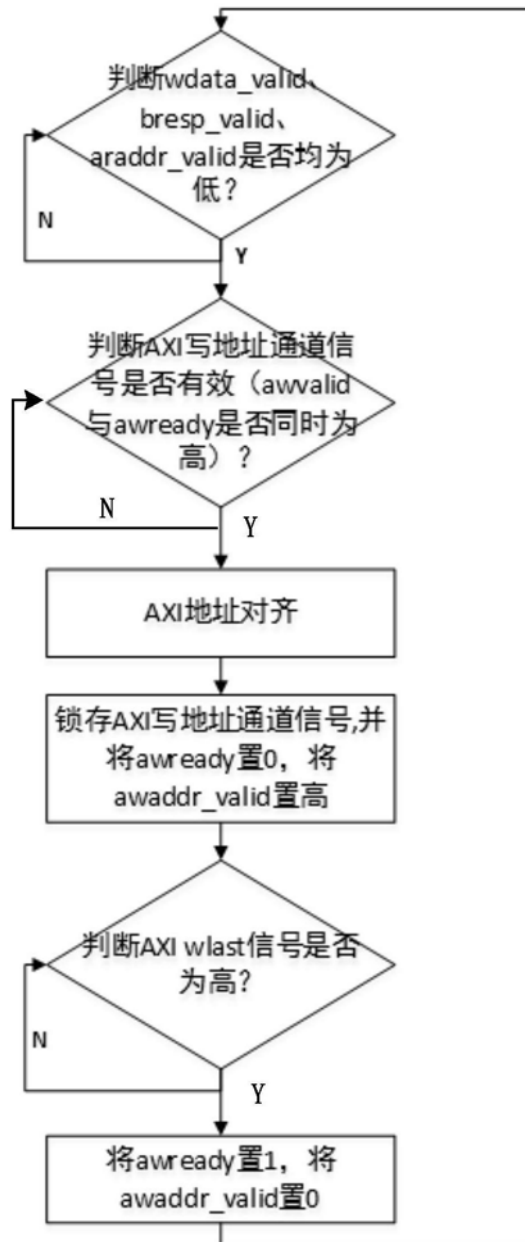 判断wdata_valid、
bresp_valid、
araddr_valid是否均为
低？
N
Y
判断AXI写地址通道信
号是否有效（awvalid
与awready是否同时为
高）？
N
Y
AXI地址对齐
锁存AXI写地址通道信号,并
将awready置0，将
awaddr_valid置高
判断AXI wlast信号是否
为高?
N
Y
将awready置1，将
awaddr_valid置0